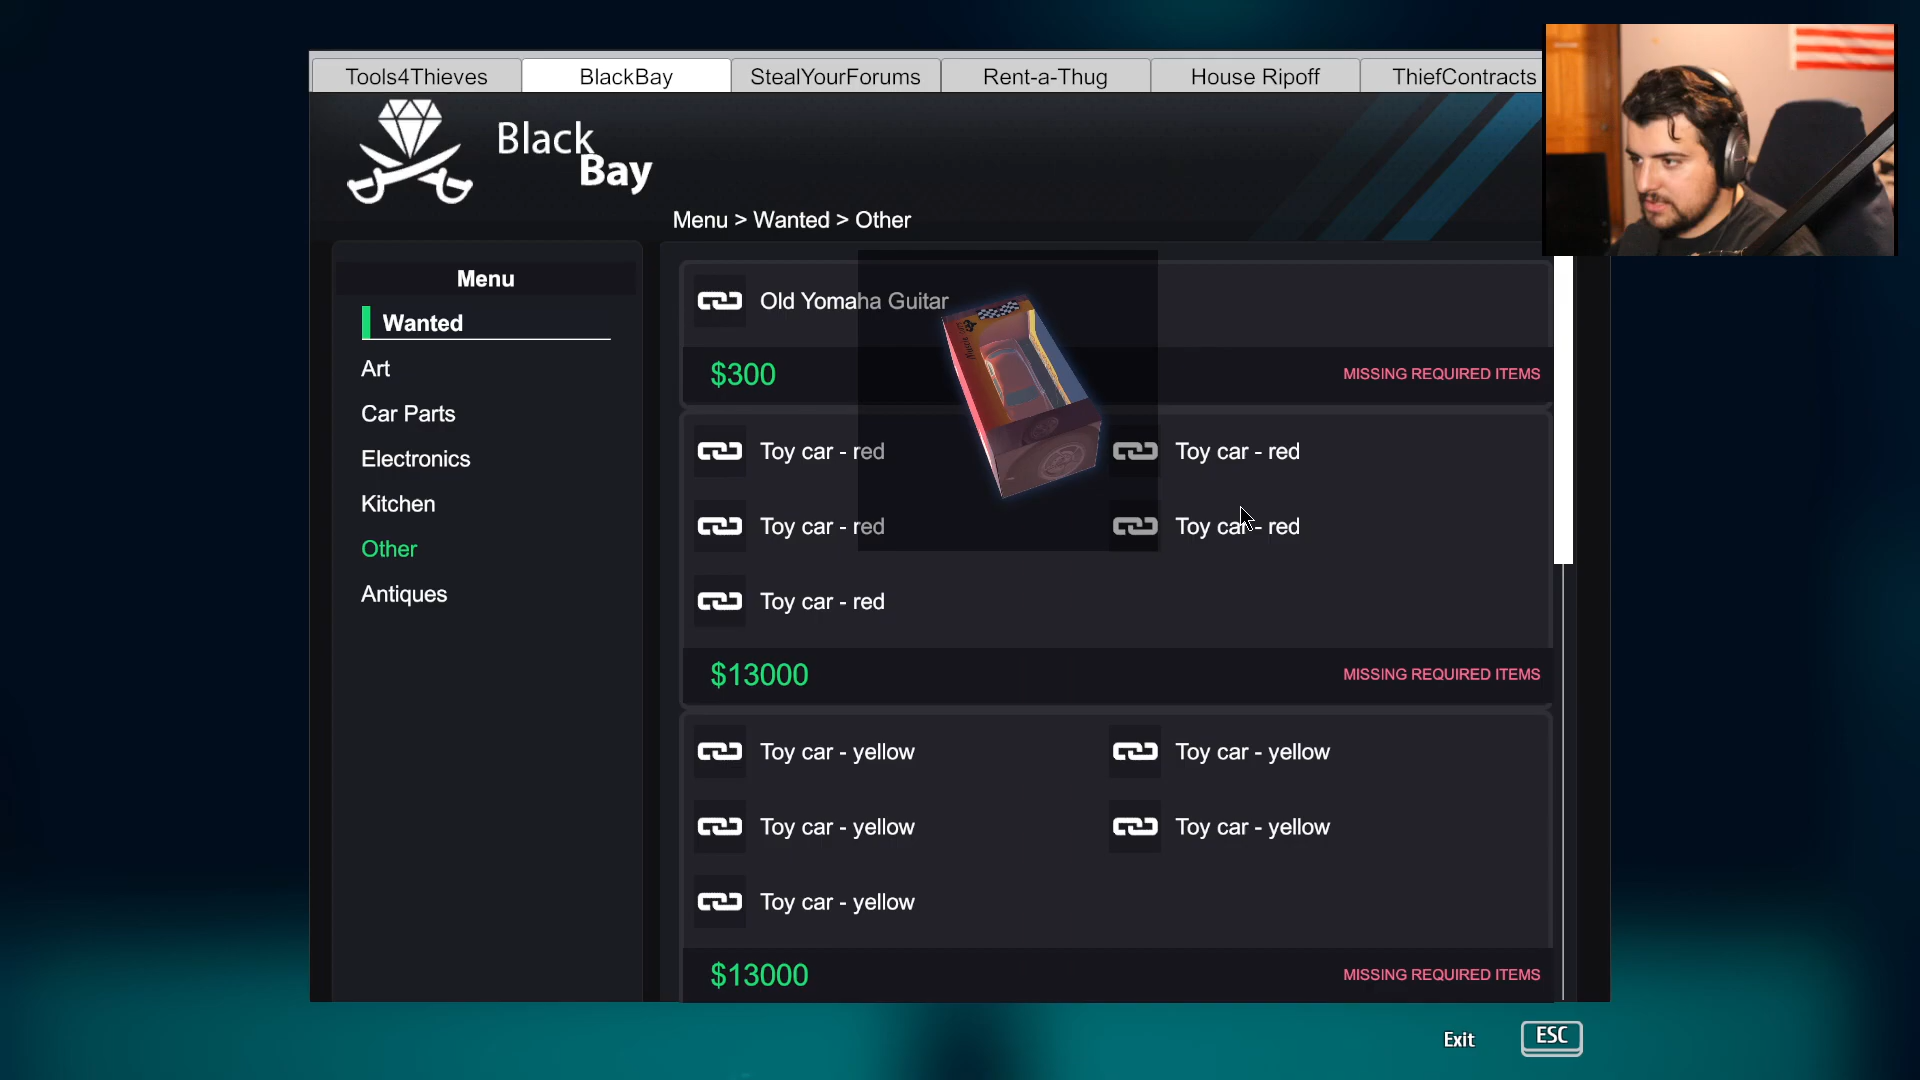 Tools4Thieves
BlackBay
StealYourForums
Rent-a-Thug
House Ripoff
ThiefContracts
Black
Bay
Menu > Wanted > Other
Menu
Wanted
Art
Car Parts
Electronics
Kitchen
Other
Antiques
Old Yomaha Guitar
$300
MISSING REQUIRED ITEMS
Toy car - red
Toy car - red
Toy car - red
Toy car - red
Toy car - red
$13000
MISSING REQUIRED ITEMS
Toy car - yellow
Toy car - yellow
Toy car - yellow
Toy car - yellow
Toy car - yellow
$13000
MISSING REQUIRED ITEMS
Exit
ESC